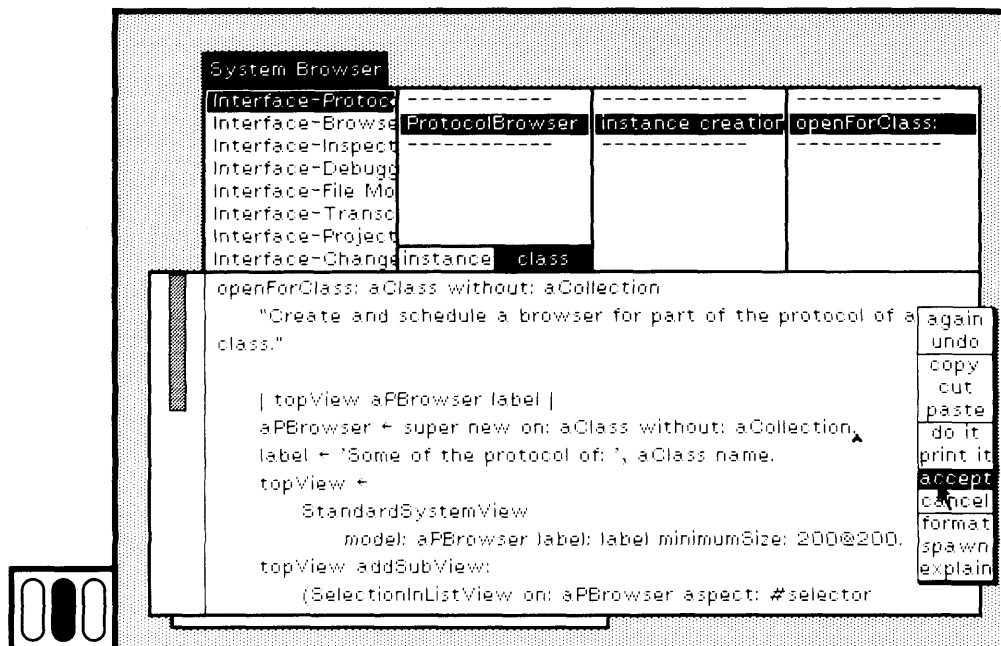 System Browser
Interface-Protoc
Interface-Browse
Interface-Inspect
Interface-Debugg
Interface-File Mo
Interface-Transc
Interface-Project
Interface-Change
------------
ProtocolBrowser
------------
instance
class
------------
instance creation
------------
------------
openForClass:
------------
openForClass: aClass without: aCollection
"Create and schedule a browser for part of the protocol of a
class."
| topView aPBrowser label |
aPBrowser ← super new on: aClass without: aCollection.
label ← 'Some of the protocol of: ', aClass name.
topView ←
StandardSystemView
model: aPBrowser label: label minimumSize: 200@200.
topView addSubView:
(SelectionInListView on: aPBrowser aspect: #selector
again
undo
copy
cut
paste
do it
print it
accept
cancel
format
spawn
explain